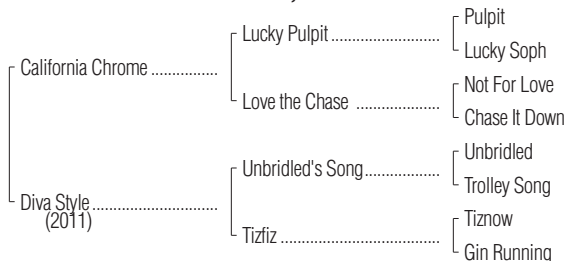 Pulpit
Lucky Pulpit
Lucky Soph
California Chrome
Not For Love
Love the Chase
Chase It Down
Unbridled
Unbridled's Song
Trolley Song
Diva Style
(2011)
Tiznow
Tizfiz
Gin Running